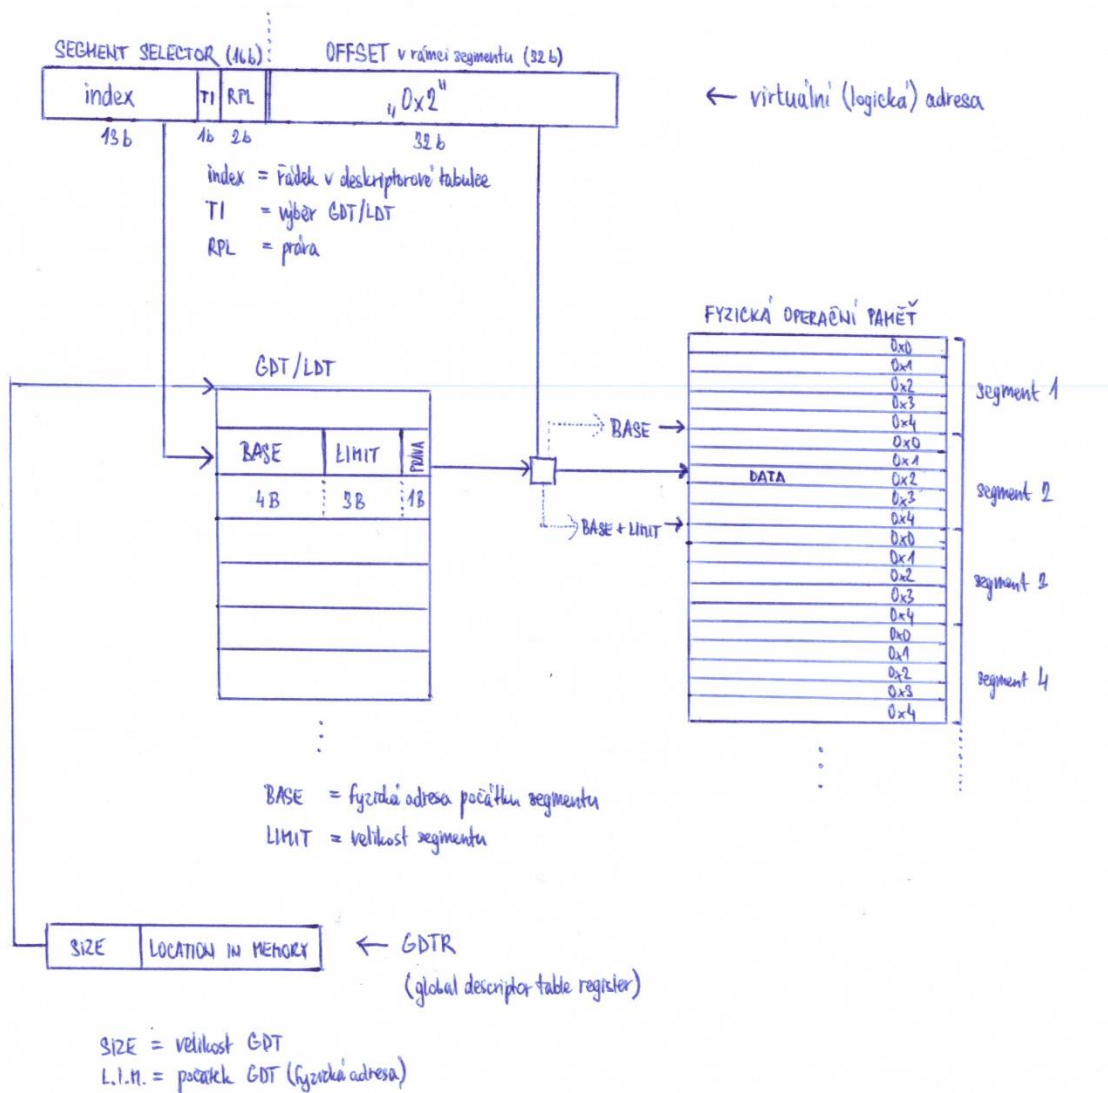 SEGMENT SELECTOR (16b)
OFFSET v rámci segmentu (32b)
index TI RPL „0x2"
← virtuální (logická) adresa
13b 1b 2b 32b
index = řádek v deskriptorové tabulce
TI = výběr GDT/LDT
RPL = práva
FYZICKÁ OPERAČNÍ PAMĚŤ
GDT/LDT
BASE LIMIT PRÁVA
4B 3B 1B
BASE
BASE + LIMIT
0x0
0x1
0x2
0x3
0x4
segment 1
0x0
0x1
DATA 0x2
0x3
0x4
segment 2
0x0
0x1
0x2
0x3
0x4
segment 3
0x0
0x1
0x2
0x3
0x4
segment 4
BASE = fyzická adresa počátku segmentu
LIMIT = velikost segmentu
SIZE LOCATION IN MEMORY
← GDTR
(global descriptor table register)
SIZE = velikost GDT
L.I.M. = počátek GDT (fyzická adresa)